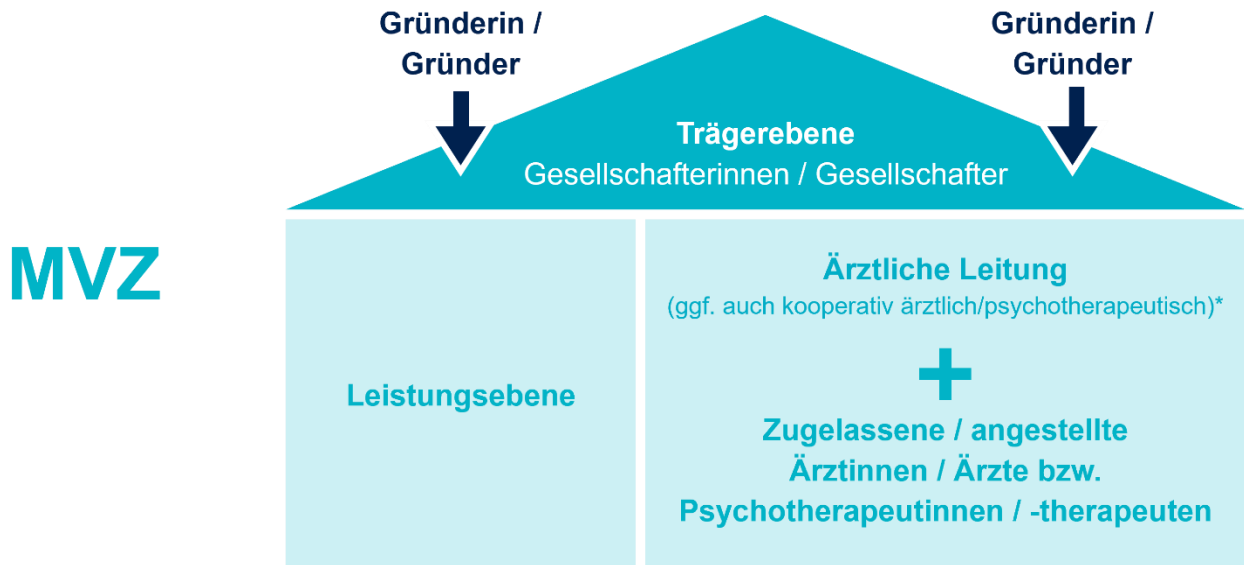 Gründerin /
Gründer
Gründerin /
Gründer
Trägerebene
Gesellschafterinnen / Gesellschafter
MVZ
Leistungsebene
Ärztliche Leitung
(ggf. auch kooperativ ärztlich/psychotherapeutisch)*
+
Zugelassene / angestellte
Ärztinnen / Ärzte bzw.
Psychotherapeutinnen / -therapeuten